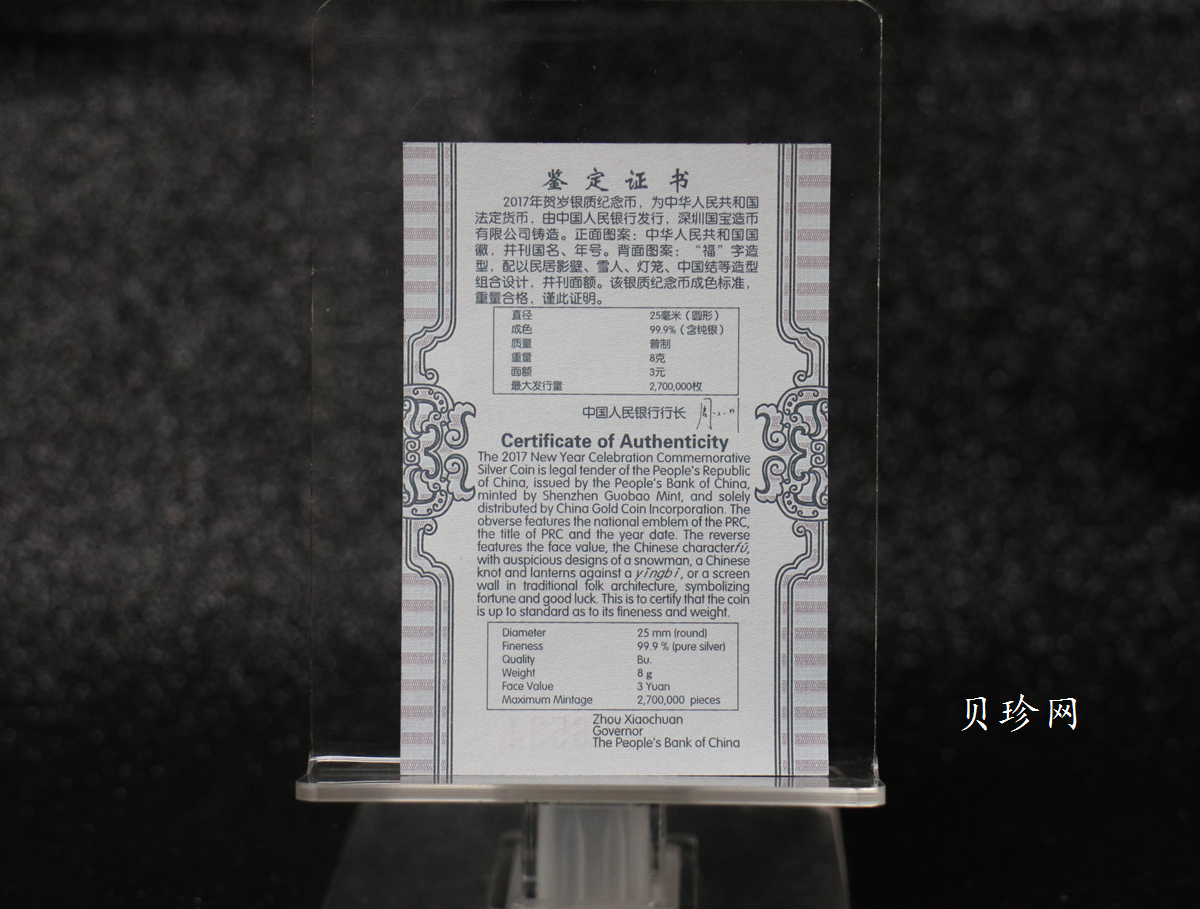 鉴定证书
2017年贺岁银质纪念币，为中华人民共和国
法定货币，由中国人民银行发行，深圳国宝造币
有限公司铸造。正面图案：中华人民共和国国
徽，并刊国名、年号。背面图案：“福”字造
型，配以民居影壁、雪人、灯笼、中国结等造型
组合设计，并刊面额。该银质纪念币成色标准，
重量合格，谨此证明。
直径 25毫米（圆形）
成色 99.9%（含纯银）
质量 普制
重量 8克
面额 3元
最大发行量 2,700,000枚
中国人民银行行长
Certificate of Authenticity
The 2017 New Year Celebration Commemorative
Silver Coin is legal tender of the People's Republic
of China, issued by the People's Bank of China,
minted by Shenzhen Guobao Mint, and solely
distributed by China Gold Coin Incorporation. The
obverse features the national emblem of the PRC,
the title of PRC and the year date. The reverse
features the face value, the Chinese character fú,
with auspicious designs of a snowman, a Chinese
knot and lanterns against a yǐngbì, or a screen
wall in traditional folk architecture, symbolizing
fortune and good luck. This is to certify that the coin
is up to standard as to its fineness and weight.
Diameter 25 mm (round)
Fineness 99.9 % (pure silver)
Quality Bu.
Weight 8 g
Face Value 3 Yuan
Maximum Mintage 2,700,000 pieces
Zhou Xiaochuan
Governor
The People's Bank of China
贝珍网